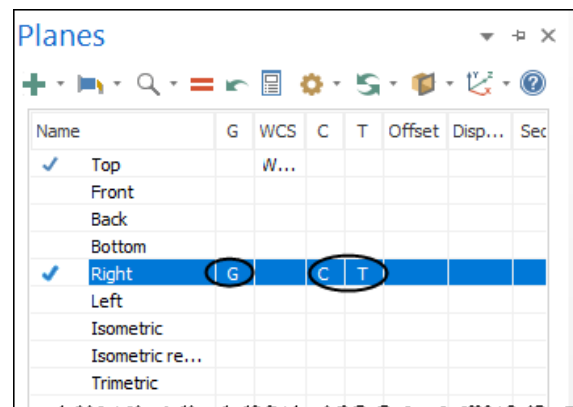 Planes
Name G WCS C T Offset Disp... Sec
Top W...
Front
Back
Bottom
Right G C T
Left
Isometric
Isometric re...
Trimetric